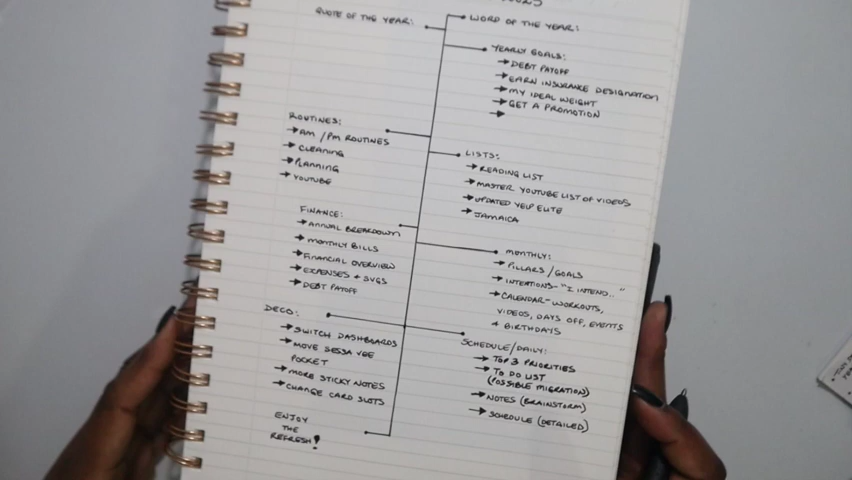 QUOTE OF THE YEAR:
WORD OF THE YEAR:
YEARLY GOALS:
→ DEBT PAYOFF
→ EARN INSURANCE DESIGNATION
→ MY IDEAL WEIGHT
→ GET A PROMOTION
→
ROUTINES:
→ AM / PM ROUTINES
→ CLEANING
→ PLANNING
→ YOUTUBE
LISTS:
→ READING LIST
→ MASTER YOUTUBE LIST OF VIDEOS
→ UPDATED YELP ELITE
→ JAMAICA
FINANCE:
→ ANNUAL BREAKDOWN
→ MONTHLY BILLS
→ FINANCIAL OVERVIEW
→ EXPENSES + SVGS
→ DEBT PAYOFF
MONTHLY:
→ PILLARS / GOALS
→ INTENTIONS - "I INTEND.."
→ CALENDAR - WORKOUTS,
VIDEOS, DAYS OFF, EVENTS
+ BIRTHDAYS
DECO:
→ SWITCH DASHBOARDS
→ MOVE SESSA VEE
POCKET
→ MORE STICKY NOTES
→ CHANGE CARD SLOTS
SCHEDULE/DAILY:
→ TOP 3 PRIORITIES
→ TO DO LIST
(POSSIBLE MIGRATION)
→ NOTES (BRAINSTORM)
→ SCHEDULE (DETAILED)
ENJOY
THE
REFRESH!